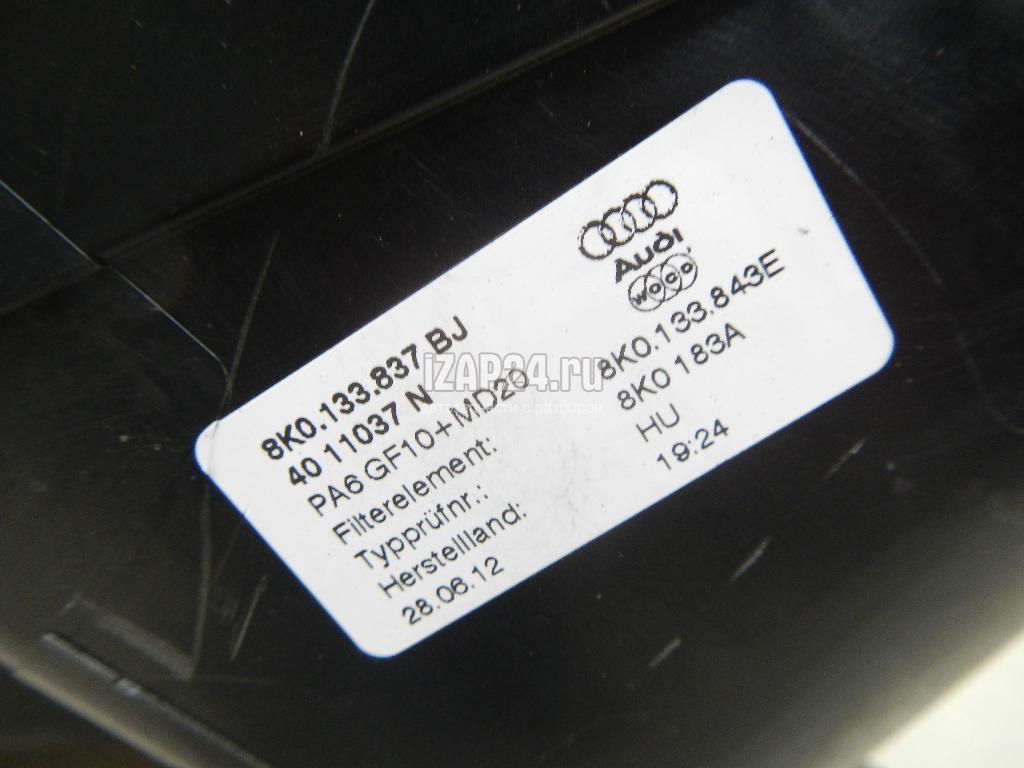 Audi
woco
8K0.133.837 BJ
40 11037 N
PA6 GF10+MD20
Filterelement: 8K0.133.843E
Typprüfnr.: 8K0 183A
Herstellland: HU
28.06.12 19:24
iZAP24.ru
автозапчасти с разборов